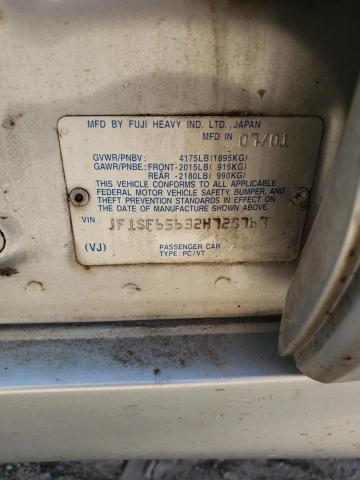 MFD BY FUJI HEAVY IND. LTD., JAPAN
MFD IN 07/01
GVWR/PNBV : 4175LB(1895KG)
GAWR/PNBE: FRONT-2015LB( 915KG)
REAR -2180LB( 990KG)
THIS VEHICLE CONFORMS TO ALL APPLICABLE
FEDERAL MOTOR VEHICLE SAFETY, BUMPER, AND
THEFT PREVENTION STANDARDS IN EFFECT ON
THE DATE OF MANUFACTURE SHOWN ABOVE.
VIN :
(VJ) PASSENGER CAR
TYPE: PC/VT